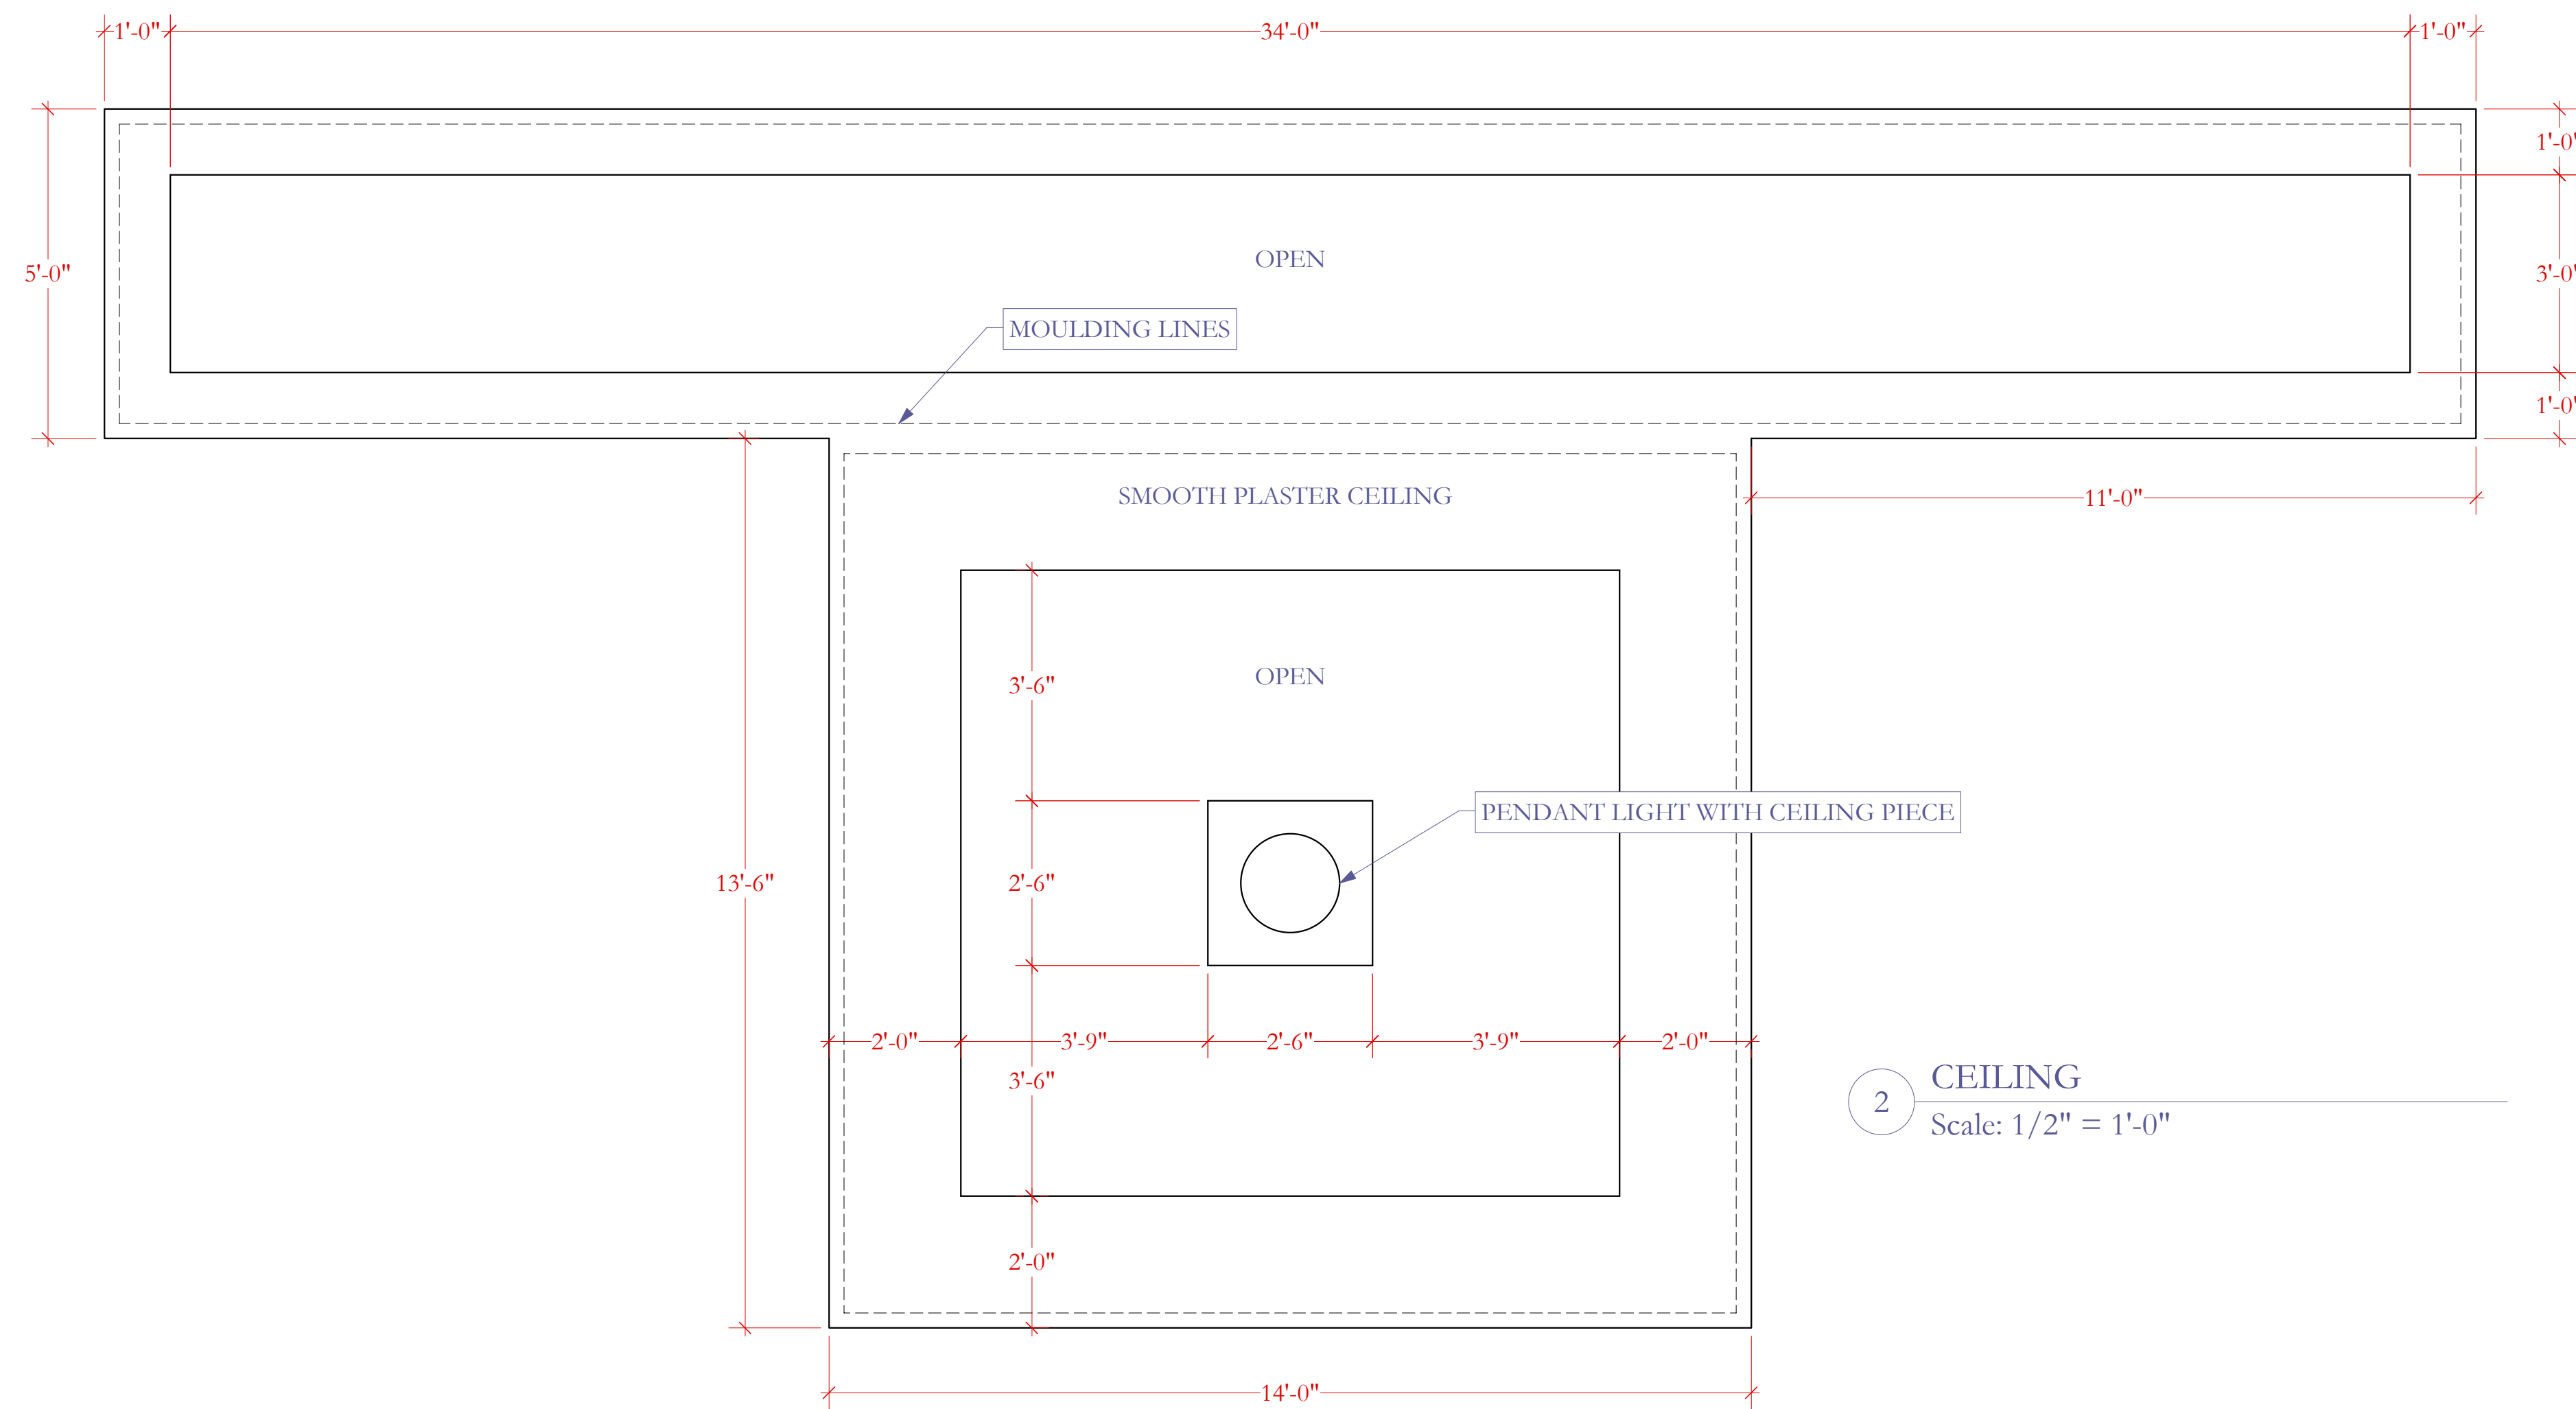 1'-0"
34'-0"
1'-0"
1'-0"
5'-0"
OPEN
3'-0"
MOULDING LINES
1'-0"
SMOOTH PLASTER CEILING
11'-0"
OPEN
3'-6"
PENDANT LIGHT WITH CEILING PIECE
13'-6"
2'-6"
2'-0"
3'-9"
2'-6"
3'-9"
2'-0"
3'-6"
CEILING
2
Scale: 1/2" = 1'-0"
2'-0"
14'-0"